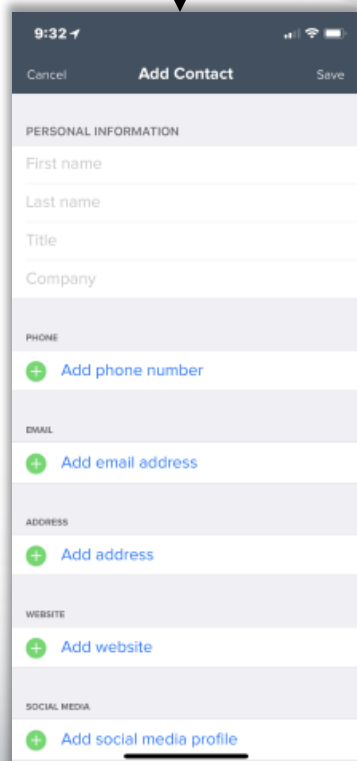 9:32
Cancel Add Contact Save
PERSONAL INFORMATION
First name
Last name
Title
Company
PHONE
Add phone number
EMAIL
Add email address
ADDRESS
Add address
WEBSITE
Add website
SOCIAL MEDIA
Add social media profile